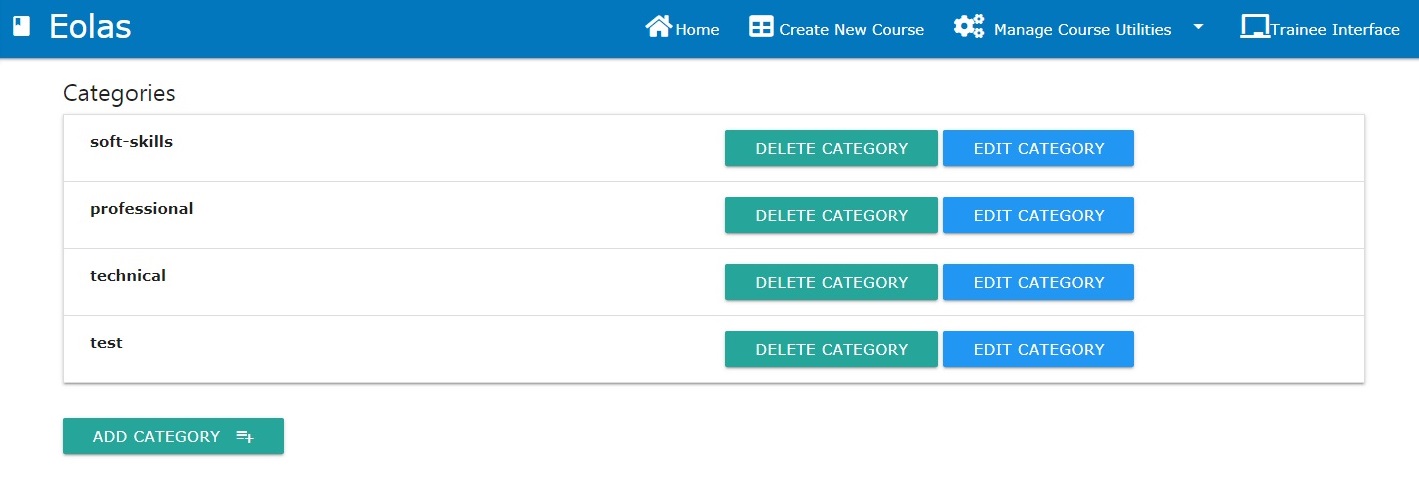 Eolas Home Create New Course Manage Course Utilities Trainee Interface
Categories
soft-skills DELETE CATEGORY EDIT CATEGORY
professional DELETE CATEGORY EDIT CATEGORY
technical DELETE CATEGORY EDIT CATEGORY
test DELETE CATEGORY EDIT CATEGORY
ADD CATEGORY